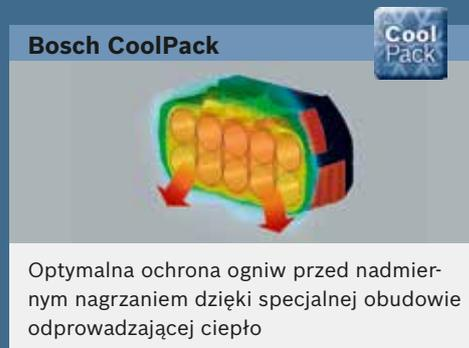 Bosch CoolPack
Cool
Pack
Optymalna ochrona ogniw przed nadmier-
nym nagrzaniem dzięki specjalnej obudowie
odprowadzającej ciepło